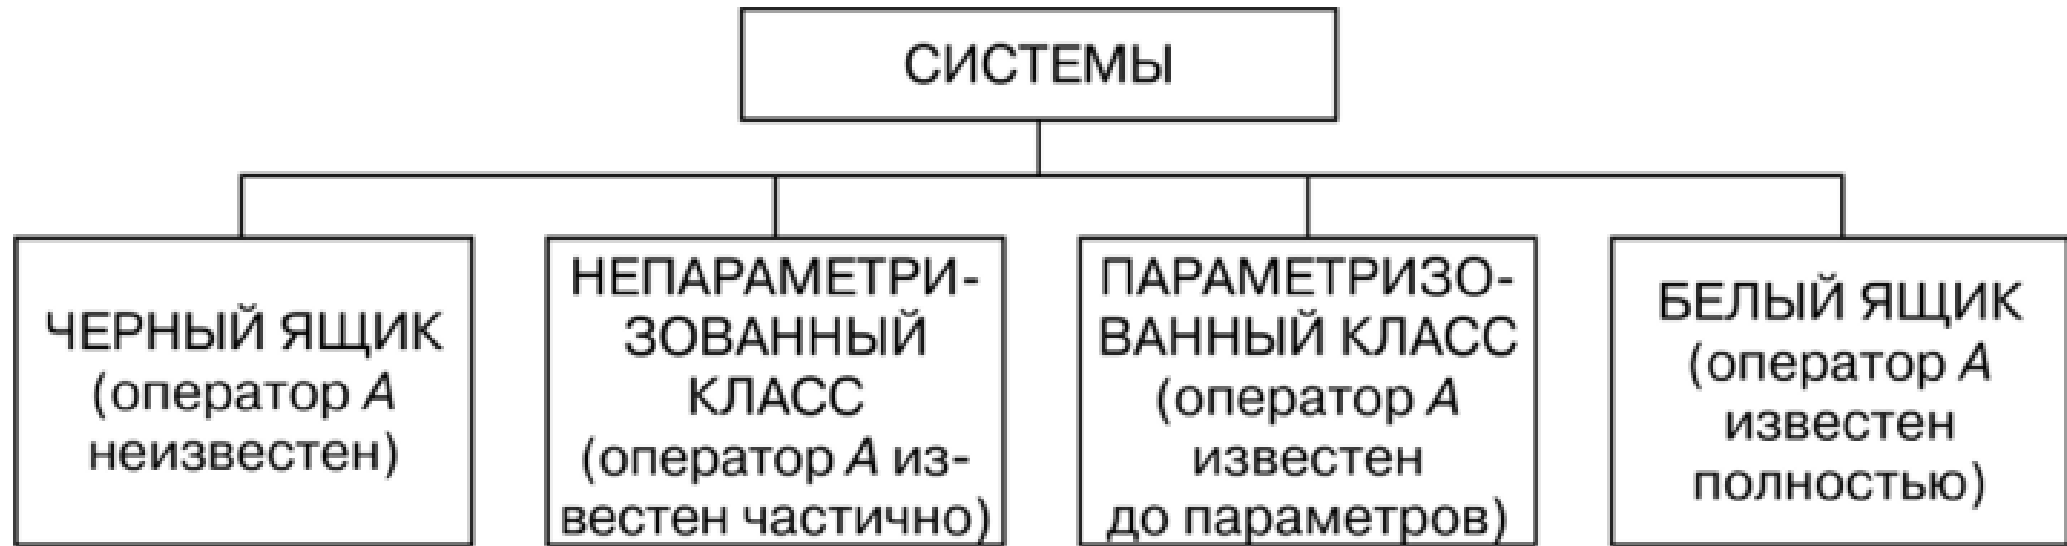 СИСТЕМЫ
ЧЕРНЫЙ ЯЩИК
(оператор А
неизвестен)
НЕПАРАМЕТРИ-
ЗОВАННЫЙ
КЛАСС
(оператор А из-
вестен частично)
ПАРАМЕТРИЗО-
ВАННЫЙ КЛАСС
(оператор А
известен
до параметров)
БЕЛЫЙ ЯЩИК
(оператор А
известен
полностью)